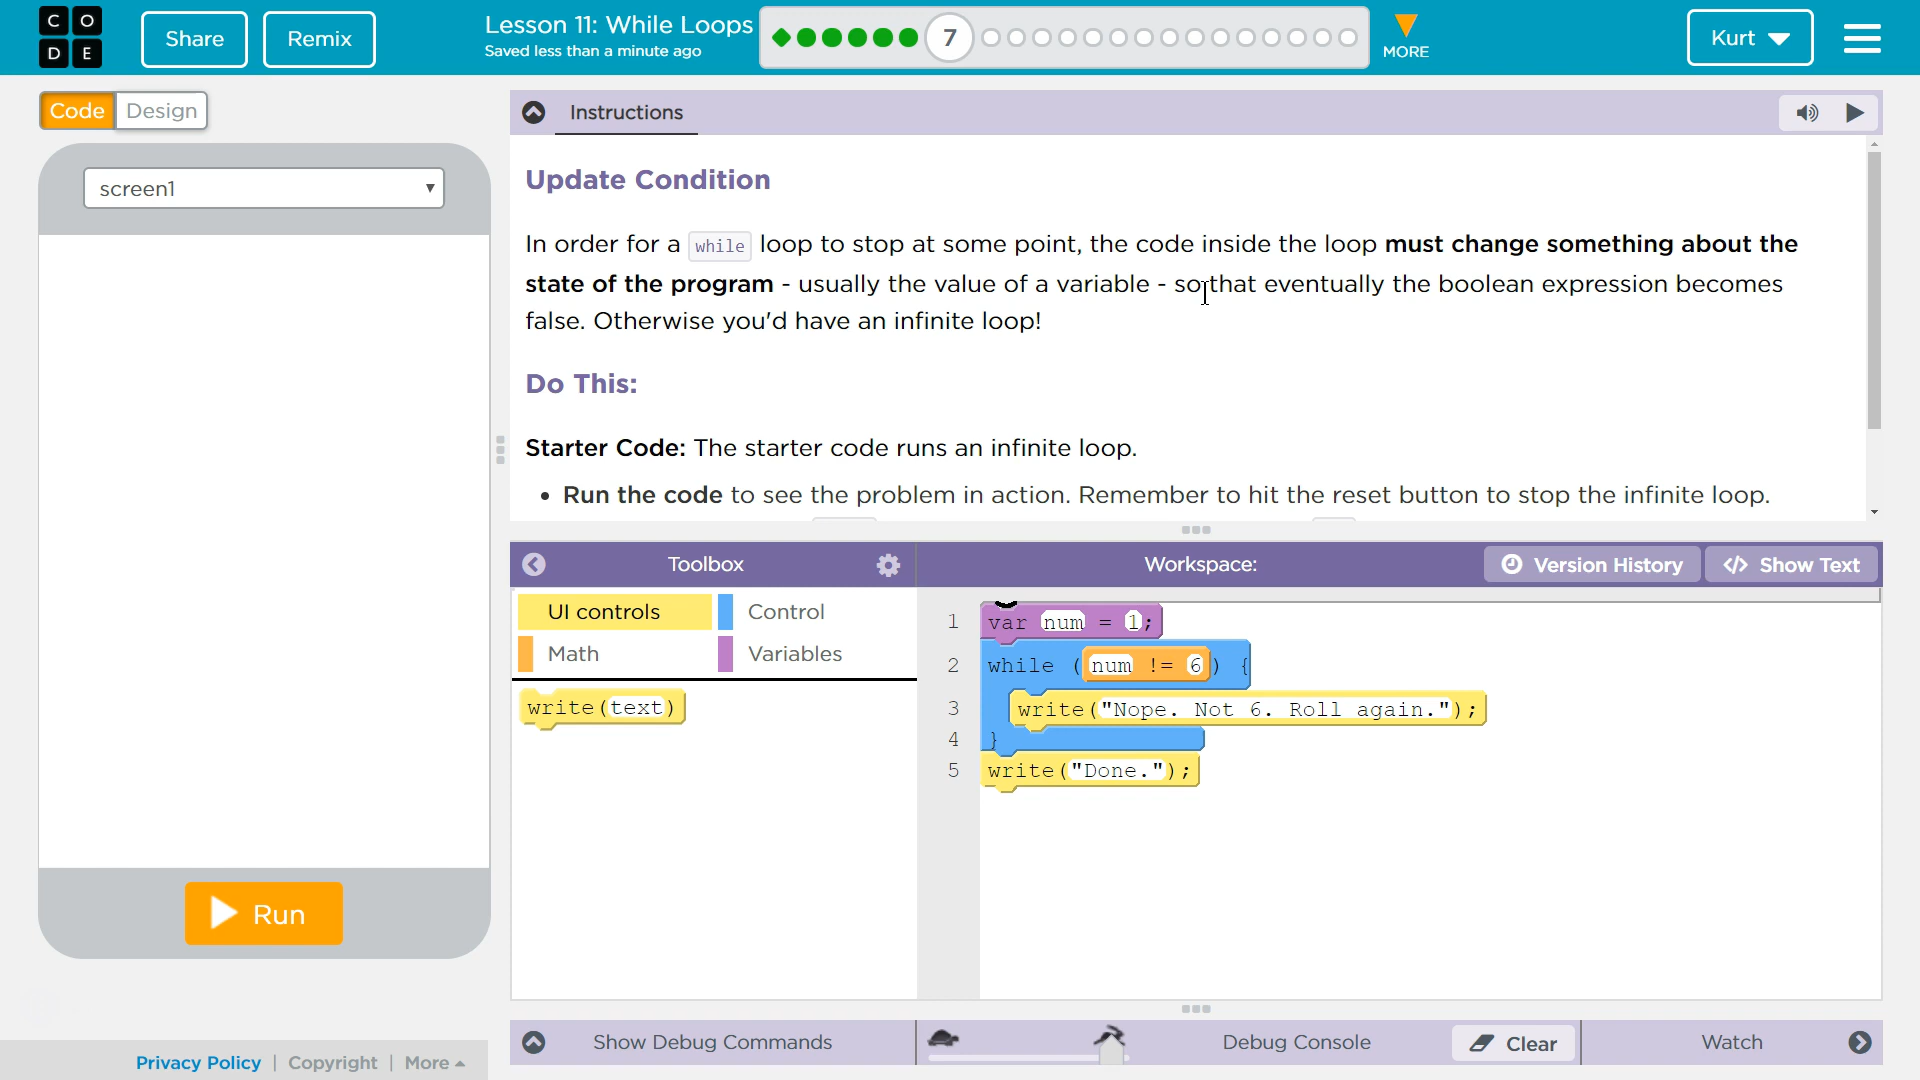 C O
D E
Share
Remix
Lesson 11: While Loops
Saved less than a minute ago
7
MORE
Kurt
Code
Design
screen1
Run
Instructions
Update Condition
In order for a while loop to stop at some point, the code inside the loop must change something about the
state of the program - usually the value of a variable - so that eventually the boolean expression becomes
false. Otherwise you'd have an infinite loop!
Do This:
Starter Code: The starter code runs an infinite loop.
• Run the code to see the problem in action. Remember to hit the reset button to stop the infinite loop.
Toolbox
Workspace:
Version History
</> Show Text
UI controls
Control
Math
Variables
write(text)
1 var num = 1;
2 while (num != 6) {
3 write("Nope. Not 6. Roll again.");
4 }
5 write("Done.");
Show Debug Commands
Debug Console
Clear
Watch
Privacy Policy | Copyright | More